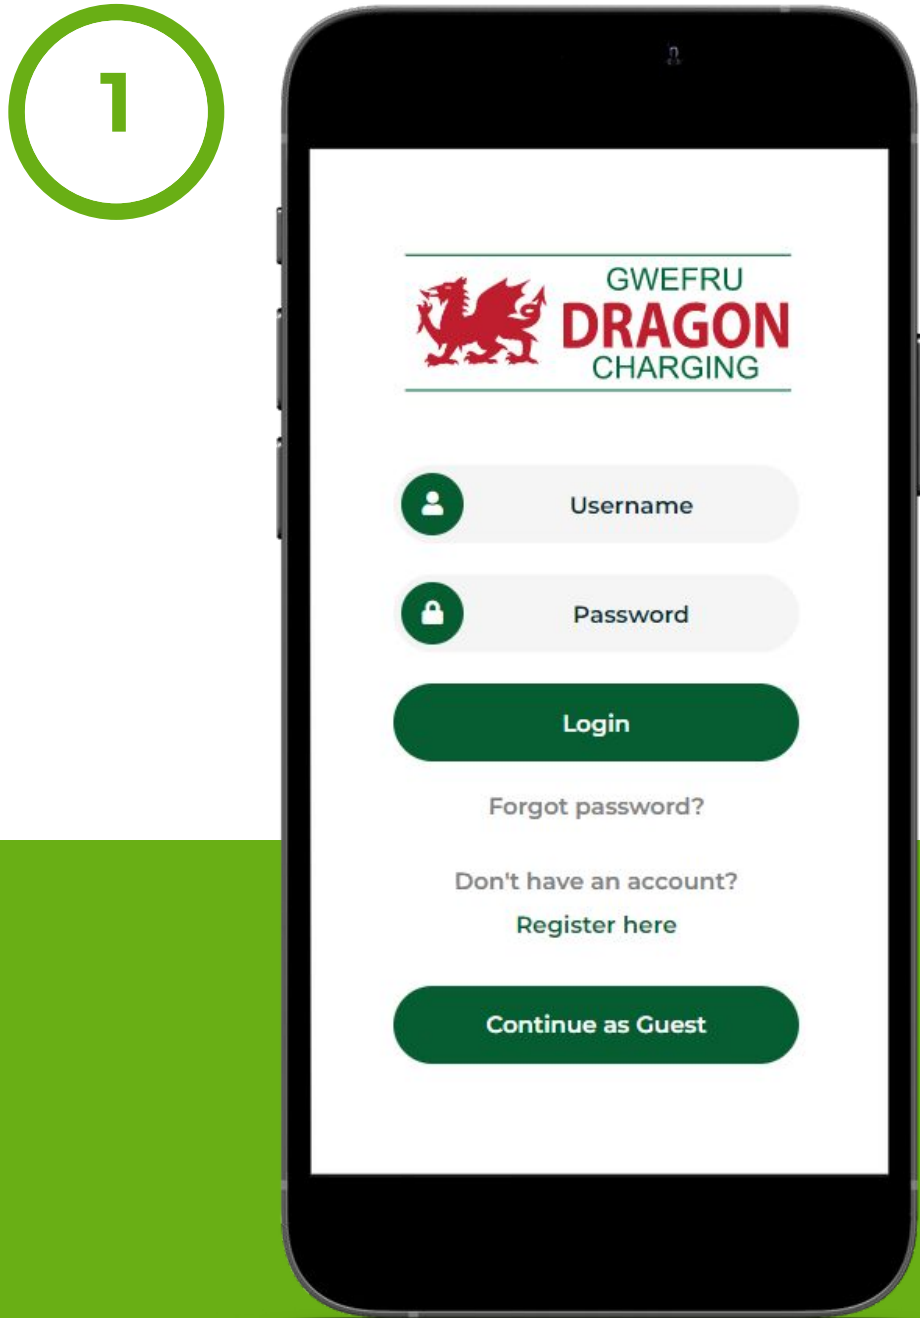 1
GWEFRU
DRAGON
CHARGING
Username
Password
Login
Forgot password?
Don't have an account?
Register here
Continue as Guest